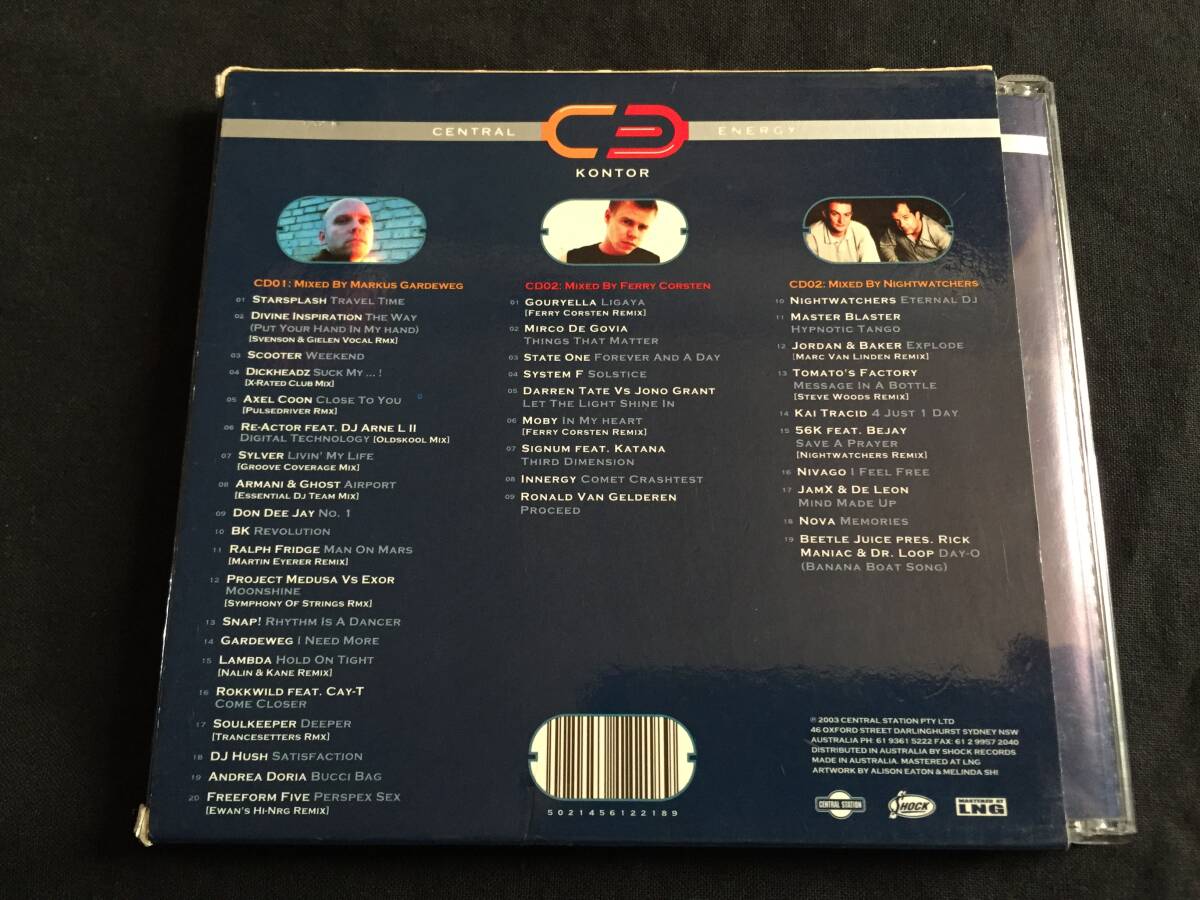 CENTRAL
ENERGY
KONTOR
CD01: MIXED BY MARKUS GARDEWEG
01 STARSPLASH TRAVEL TIME
02 DIVINE INSPIRATION THE WAY
(PUT YOUR HAND IN MY HAND)
[SVENSON & GIELEN VOCAL RMX]
03 SCOOTER WEEKEND
04 DICKHEADZ SUCK MY ... !
[X-RATED CLUB MIX]
05 AXEL COON CLOSE TO YOU
[PULSEDRIVER RMX]
06 RE-ACTOR FEAT. DJ ARNE L II
DIGITAL TECHNOLOGY [OLDSKOOL MIX]
07 SYLVER LIVIN' MY LIFE
[GROOVE COVERAGE MIX]
08 ARMANI & GHOST AIRPORT
[ESSENTIAL DJ TEAM MIX]
09 DON DEE JAY NO. 1
10 BK REVOLUTION
11 RALPH FRIDGE MAN ON MARS
[MARTIN EYERER REMIX]
12 PROJECT MEDUSA VS EXOR
MOONSHINE
[SYMPHONY OF STRINGS RMX]
13 SNAP! RHYTHM IS A DANCER
14 GARDEWEG I NEED MORE
15 LAMBDA HOLD ON TIGHT
[NALIN & KANE REMIX]
16 ROKKWILD FEAT. CAY-T
COME CLOSER
17 SOULKEEPER DEEPER
[TRANCESETTERS RMX]
18 DJ HUSH SATISFACTION
19 ANDREA DORIA BUCCI BAG
20 FREEFORM FIVE PERSPEX SEX
[EWAN'S HI-NRG REMIX]
CD02: MIXED BY FERRY CORSTEN
01 GOURYELLA LIGAYA
[FERRY CORSTEN REMIX]
02 MIRCO DE GOVIA
THINGS THAT MATTER
03 STATE ONE FOREVER AND A DAY
04 SYSTEM F SOLSTICE
05 DARREN TATE VS JONO GRANT
LET THE LIGHT SHINE IN
06 MOBY IN MY HEART
[FERRY CORSTEN REMIX]
07 SIGNUM FEAT. KATANA
THIRD DIMENSION
08 INNERGY COMET CRASHTEST
09 RONALD VAN GELDEREN
PROCEED
CD02: MIXED BY NIGHTWATCHERS
10 NIGHTWATCHERS ETERNAL DJ
11 MASTER BLASTER
HYPNOTIC TANGO
12 JORDAN & BAKER EXPLODE
[MARC VAN LINDEN REMIX]
13 TOMATO'S FACTORY
MESSAGE IN A BOTTLE
[STEVE WOODS REMIX]
14 KAI TRACID 4 JUST 1 DAY
15 56K FEAT. BEJAY
SAVE A PRAYER
[NIGHTWATCHERS REMIX]
16 NIVAGO I FEEL FREE
17 JAMX & DE LEON
MIND MADE UP
18 NOVA MEMORIES
19 BEETLE JUICE PRES. RICK
MANIAC & DR. LOOP DAY-O
(BANANA BOAT SONG)
5021456122189
℗ 2003 CENTRAL STATION PTY LTD
46 OXFORD STREET DARLINGHURST SYDNEY NSW
AUSTRALIA PH: 61 9361 5222 FAX: 61 2 9957 2040
DISTRIBUTED IN AUSTRALIA BY SHOCK RECORDS
MADE IN AUSTRALIA. MASTERED AT LNG
ARTWORK BY ALISON EATON & MELINDA SHI
CENTRAL STATION
SHOCK
MASTERED AT
LNG